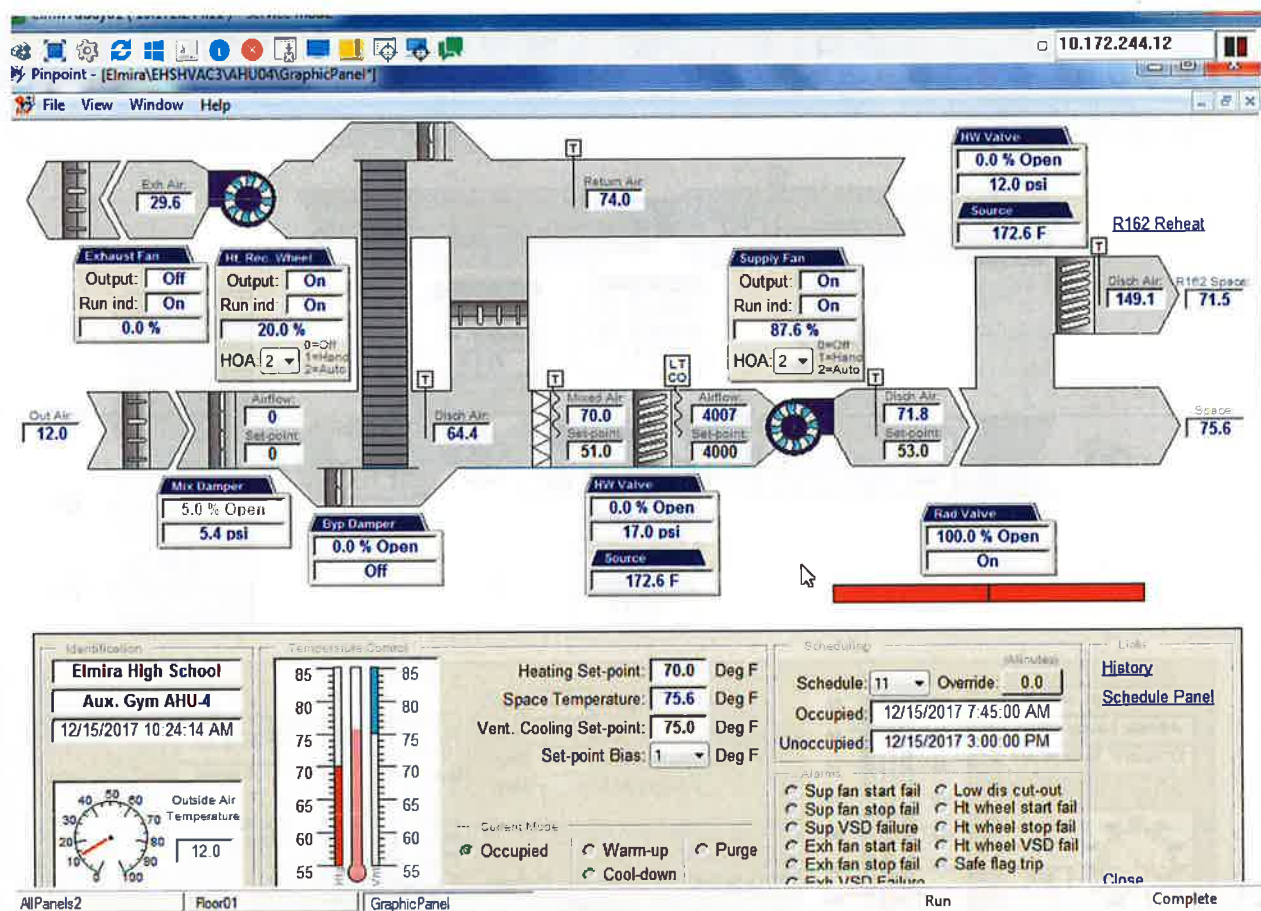 10.172.244.12
Pinpoint - [Elmira\EHSHVAC3\AHU04\GraphicPanel*]
File View Window Help
HW Valve
0.0 % Open
12.0 psi
Source
172.6 F
R162 Reheat
T
Exh Air:
29.6
Return Air:
74.0
Exhaust Fan
Output: Off
Run ind: On
0.0 %
Ht. Rec. Wheel
Output: On
Run ind: On
20.0 %
HOA: 2
0=Off
1=Hand
2=Auto
Supply Fan
Output: On
Run ind: On
87.6 %
HOA: 2
0=Off
1=Hand
2=Auto
T
Disch Air:
149.1
R162 Space:
71.5
Out Air:
12.0
Airflow:
0
Set-point:
0
T
Disch Air:
64.4
T
Mixed Air:
70.0
Set-point:
51.0
LT
CO
Airflow:
4007
Set-point:
4000
T
Disch Air:
71.8
Set-point:
53.0
Space:
75.6
Mix Damper
5.0 % Open
5.4 psi
Byp Damper
0.0 % Open
Off
HW Valve
0.0 % Open
17.0 psi
Source
172.6 F
Rad Valve
100.0 % Open
On
Identification
Elmira High School
Aux. Gym AHU-4
12/15/2017 10:24:14 AM
Outside Air
Temperature
12.0
0 10 20 30 40 50 60 70 80 90 100
Temperature Control
85 85
80 80
75 75
70 70
65 65
60 60
55 55
Heating Set-point: 70.0 Deg F
Space Temperature: 75.6 Deg F
Vent. Cooling Set-point: 75.0 Deg F
Set-point Bias: 1 Deg F
Current Mode
Occupied Warm-up Purge
Cool-down
Scheduling
(Minutes)
Schedule: 11 Override: 0.0
Occupied: 12/15/2017 7:45:00 AM
Unoccupied: 12/15/2017 3:00:00 PM
Alarms
Sup fan start fail Low dis cut-out
Sup fan stop fail Ht wheel start fail
Sup VSD failure Ht wheel stop fail
Exh fan start fail Ht wheel VSD fail
Exh fan stop fail Safe flag trip
Exh VSD Failure
Links
History
Schedule Panel
Close
AllPanels2 Floor01 GraphicPanel Run Complete